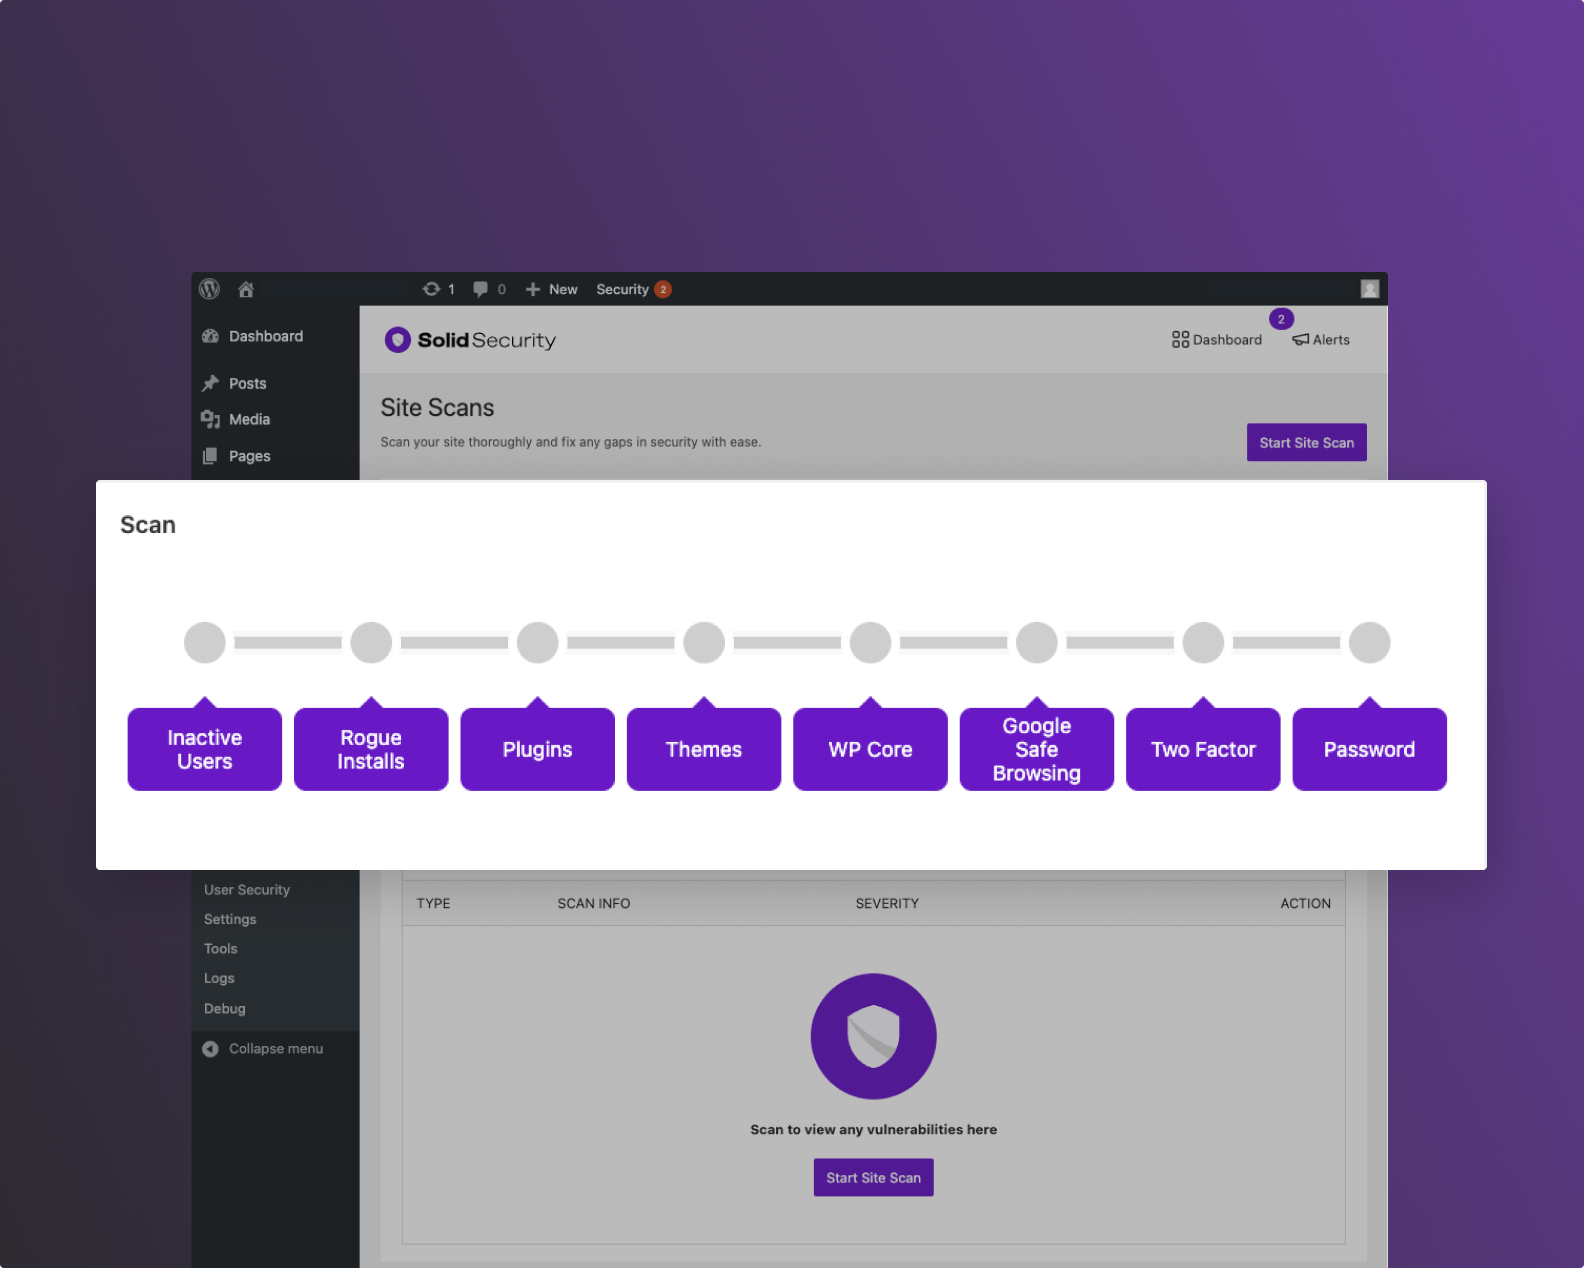 1 0 New Security 2
Dashboard
Posts
Media
Pages
SolidSecurity
2
Dashboard Alerts
Site Scans
Scan your site thoroughly and fix any gaps in security with ease.
Start Site Scan
Scan
Inactive
Users
Rogue
Installs
Plugins
Themes
WP Core
Google
Safe
Browsing
Two Factor
Password
User Security
Settings
Tools
Logs
Debug
Collapse menu
TYPE SCAN INFO SEVERITY ACTION
Scan to view any vulnerabilities here
Start Site Scan